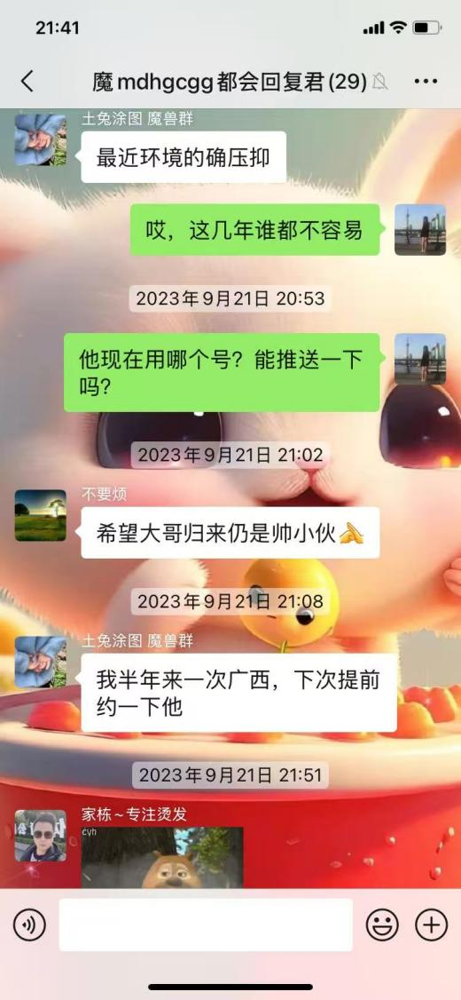 21:41
魔mdhgcgg都会回复君(29)
土兔涂图 魔兽群
最近环境的确压抑
哎，这几年谁都不容易
2023年9月21日 20:53
他现在用哪个号？能推送一下
吗？
2023年9月21日 21:02
不要烦
希望大哥归来仍是帅小伙
2023年9月21日 21:08
土兔涂图 魔兽群
我半年来一次广西，下次提前
约一下他
2023年9月21日 21:51
家栋~专注烫发
cyh